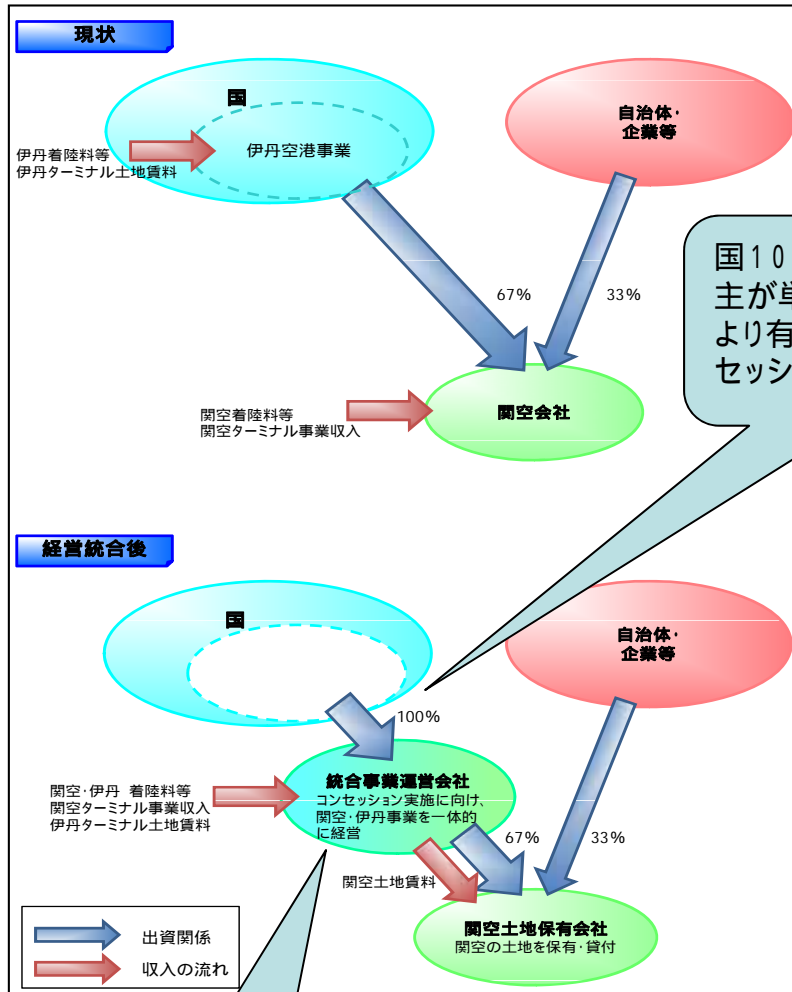 現状
国
伊丹空港事業
伊丹着陸料等
伊丹ターミナル土地賃料
自治体・
企業等
67%
33%
国10
主が単
より有
セッシ
関空着陸料等
関空ターミナル事業収入
関空会社
経営統合後
国
自治体・
企業等
100%
統合事業運営会社
コンセッション実施に向け、
関空・伊丹事業を一体的
に経営
関空・伊丹 着陸料等
関空ターミナル事業収入
伊丹ターミナル土地賃料
67%
33%
関空土地賃料
関空土地保有会社
関空の土地を保有・貸付
出資関係
収入の流れ